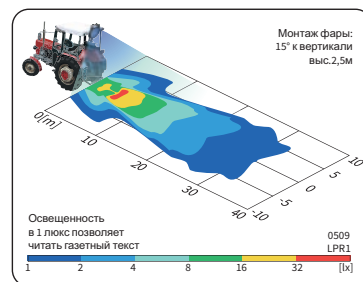 Монтаж фары:
15° к вертикали
выс.2,5м
0[m]
10
20
30
40
-10
-5
0
5
10
Освещенность
в 1 люкс позволяет
читать газетный текст
0509
LPR1
1 2 4 8 16 32 [lx]